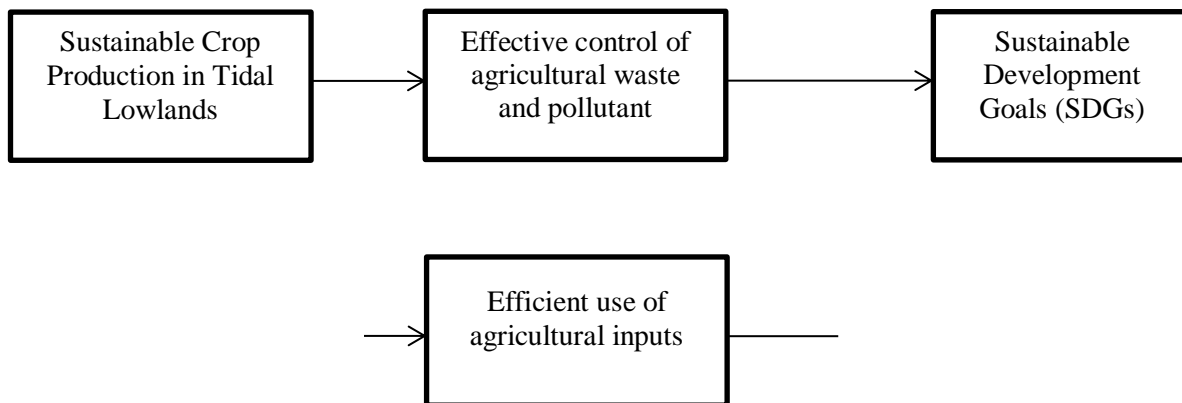 Sustainable Crop
Production in Tidal
Lowlands
Effective control of
agricultural waste
and pollutant
Sustainable
Development
Goals (SDGs)
Efficient use of
agricultural inputs